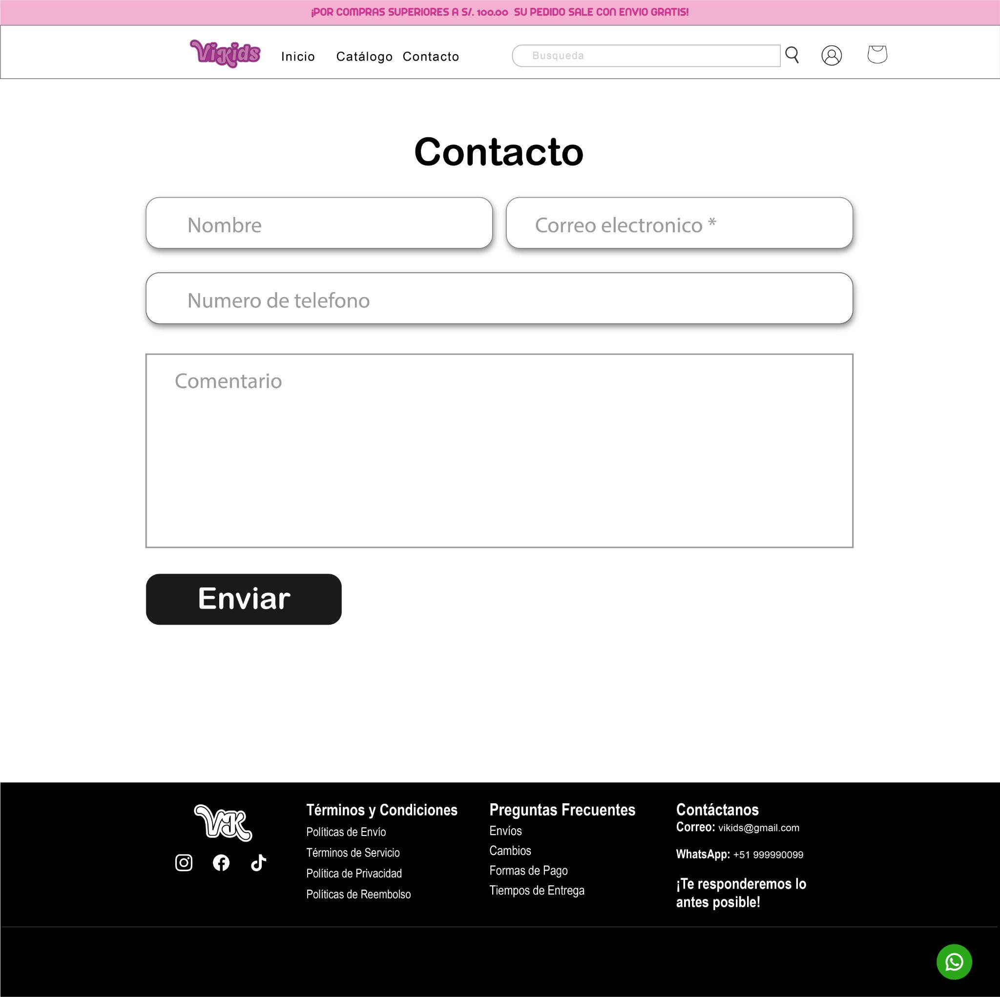 ¡POR COMPRAS SUPERIORES A S/. 100.00 SU PEDIDO SALE CON ENVIO GRATIS!
Vikids
Inicio Catálogo Contacto
Busqueda
Contacto
Nombre
Correo electronico *
Numero de telefono
Comentario
Enviar
VK
Términos y Condiciones
Políticas de Envío
Términos de Servicio
Política de Privacidad
Políticas de Reembolso
Preguntas Frecuentes
Envíos
Cambios
Formas de Pago
Tiempos de Entrega
Contáctanos
Correo: vikids@gmail.com
WhatsApp: +51 999990099
¡Te responderemos lo
antes posible!